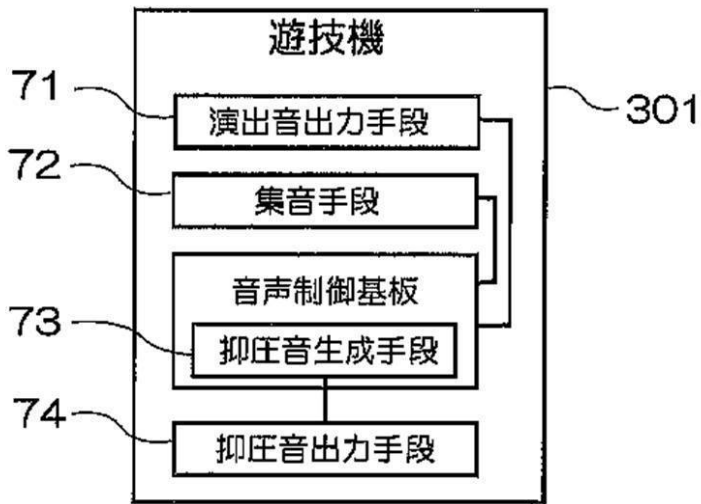 遊技機
71
演出音出力手段
301
72
集音手段
音声制御基板
73
抑圧音生成手段
74
抑圧音出力手段